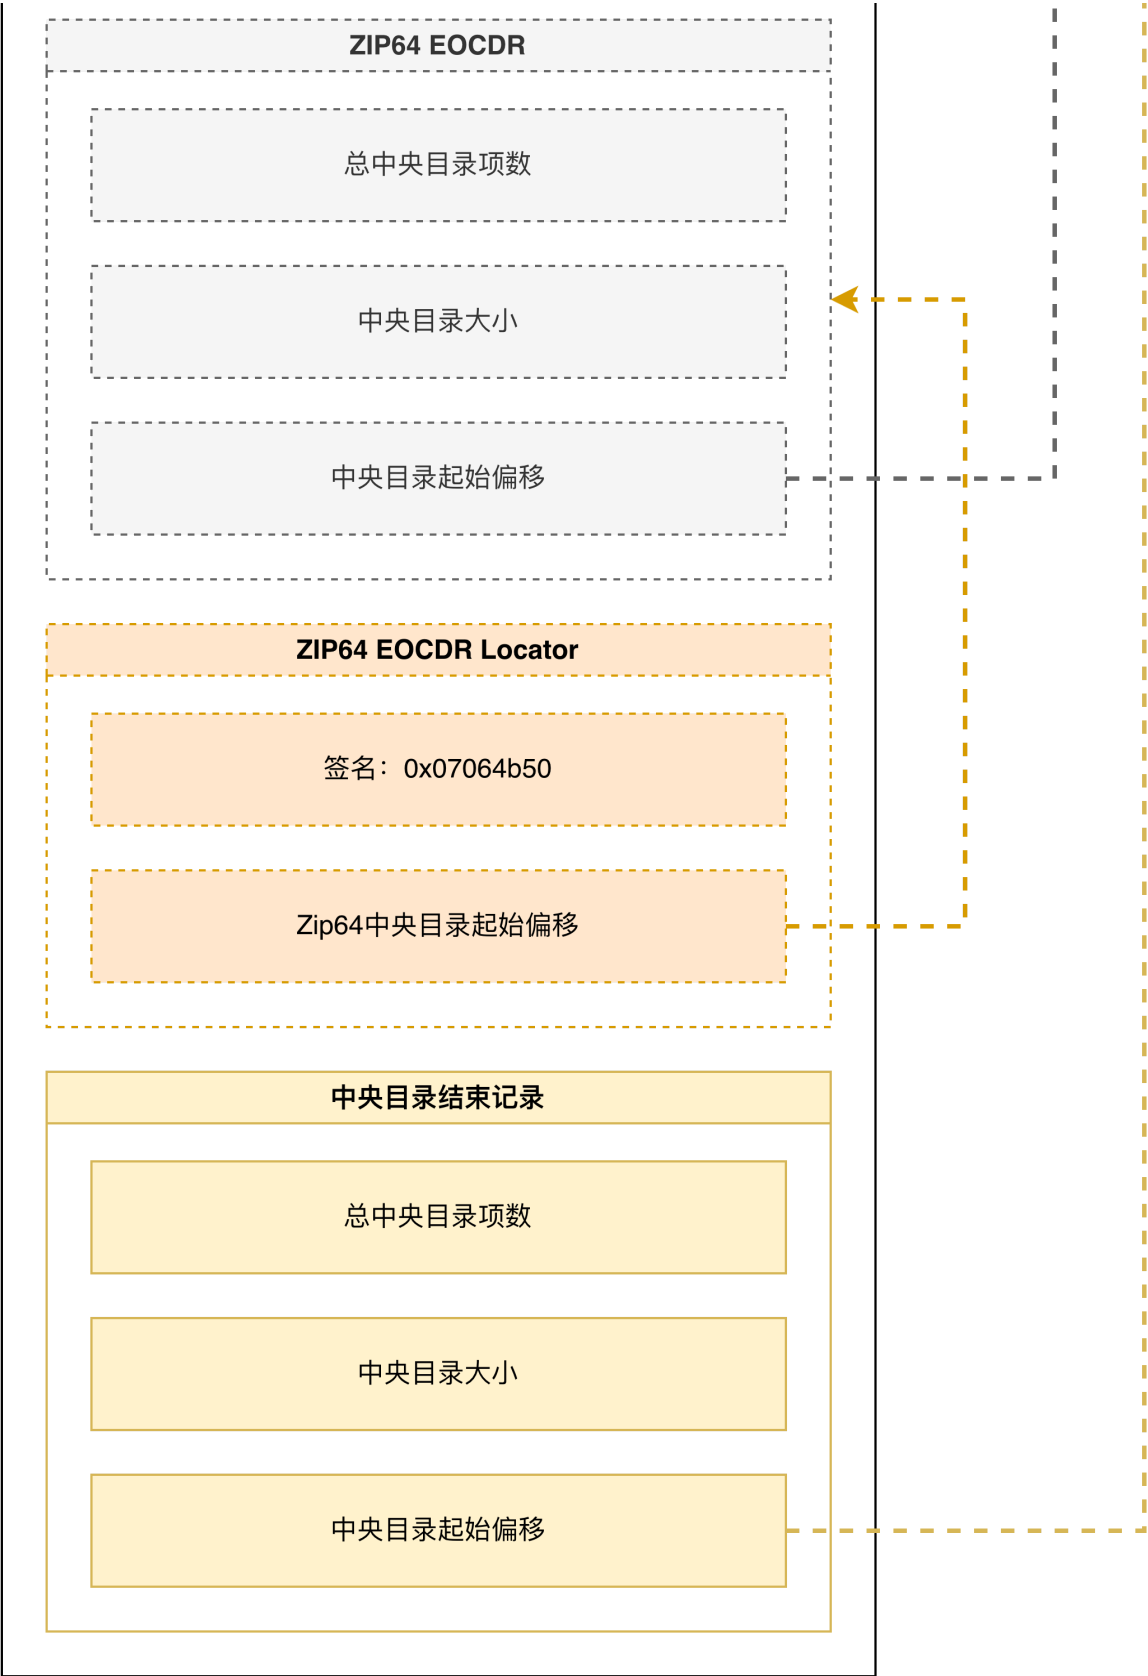 ZIP64 EOCDR
总中央目录项数
中央目录大小
中央目录起始偏移
ZIP64 EOCDR Locator
签名：0x07064b50
Zip64中央目录起始偏移
中央目录结束记录
总中央目录项数
中央目录大小
中央目录起始偏移